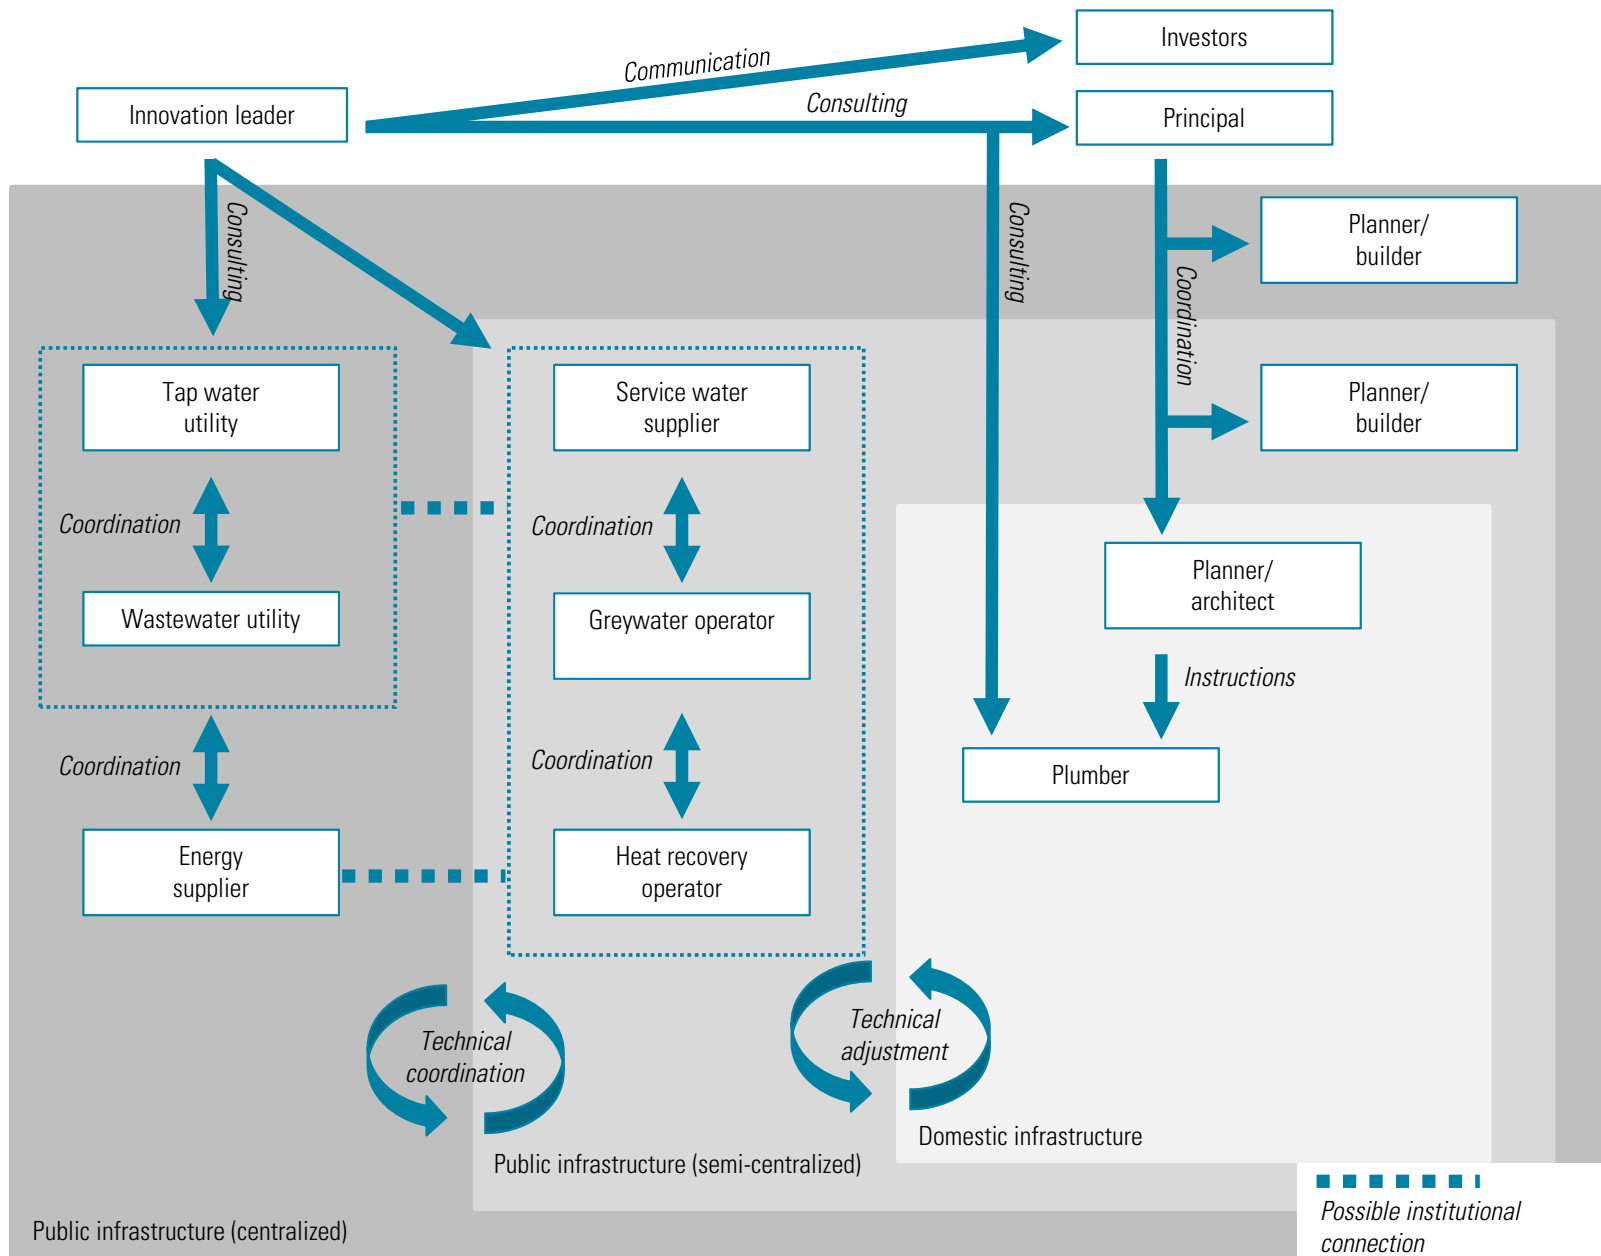 Investors
Communication
Consulting
Innovation leader
Principal
Consulting
Consulting
Coordination
Planner/
builder
Tap water
utility
Service water
supplier
Planner/
builder
Coordination
Coordination
Planner/
architect
Wastewater utility
Greywater operator
Instructions
Coordination
Coordination
Plumber
Energy
supplier
Heat recovery
operator
Technical
coordination
Technical
adjustment
Domestic infrastructure
Public infrastructure (semi-centralized)
Public infrastructure (centralized)
Possible institutional
connection